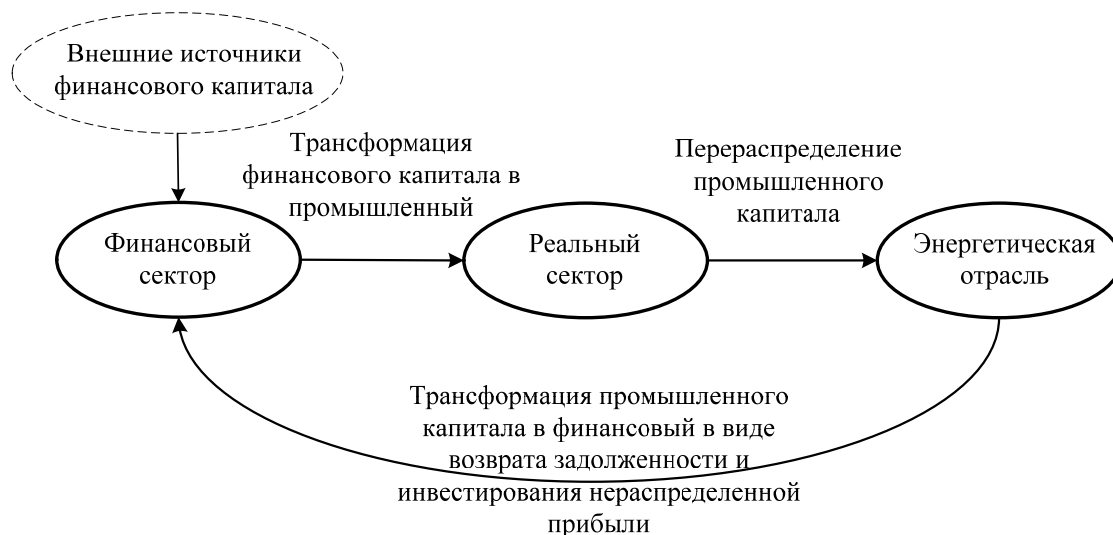 Внешние источники
финансового капитала
Трансформация
финансового капитала в
промышленный
Перераспределение
промышленного
капитала
Финансовый
сектор
Реальный
сектор
Энергетическая
отрасль
Трансформация промышленного
капитала в финансовый в виде
возврата задолженности и
инвестирования нераспределенной
прибыли